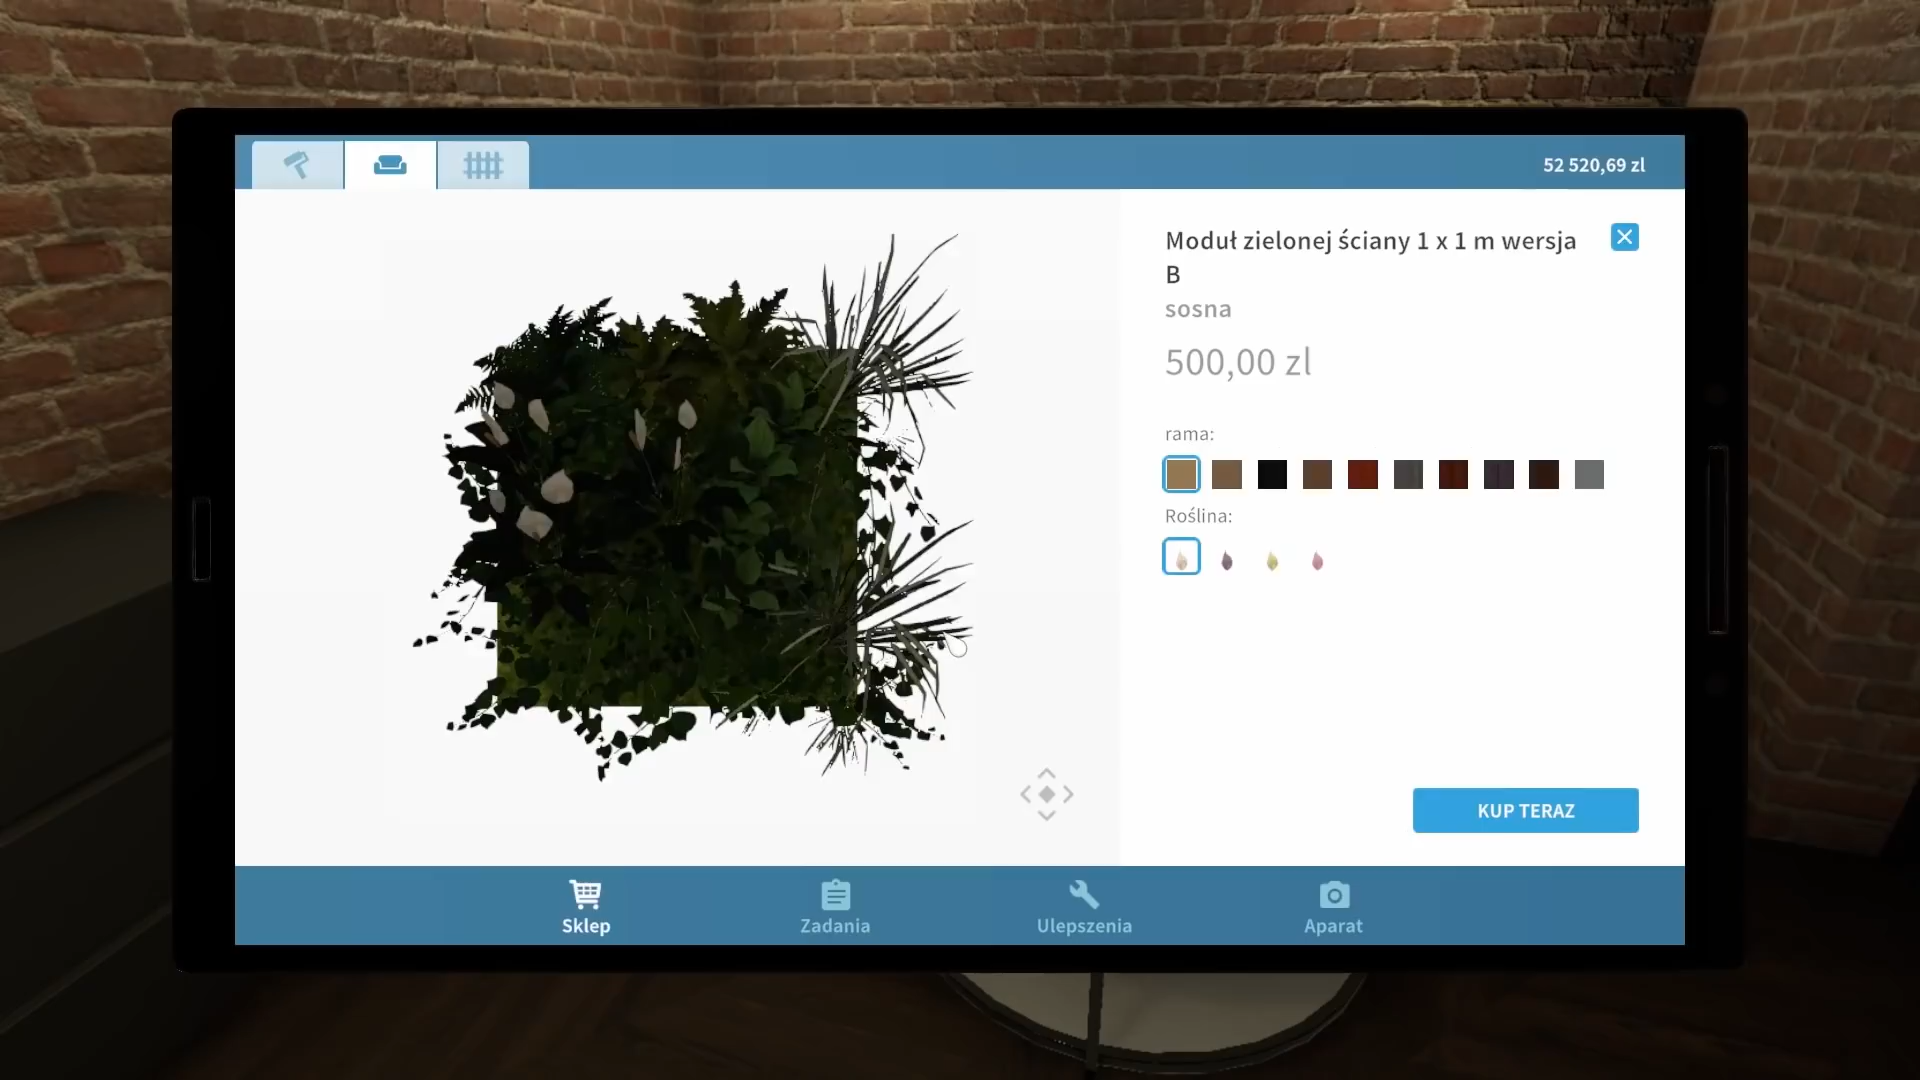 52 520,69 zl
Moduł zielonej ściany 1 x 1 m wersja
B
sosna
500,00 zl
rama:
Roślina:
KUP TERAZ
Sklep
Zadania
Ulepszenia
Aparat